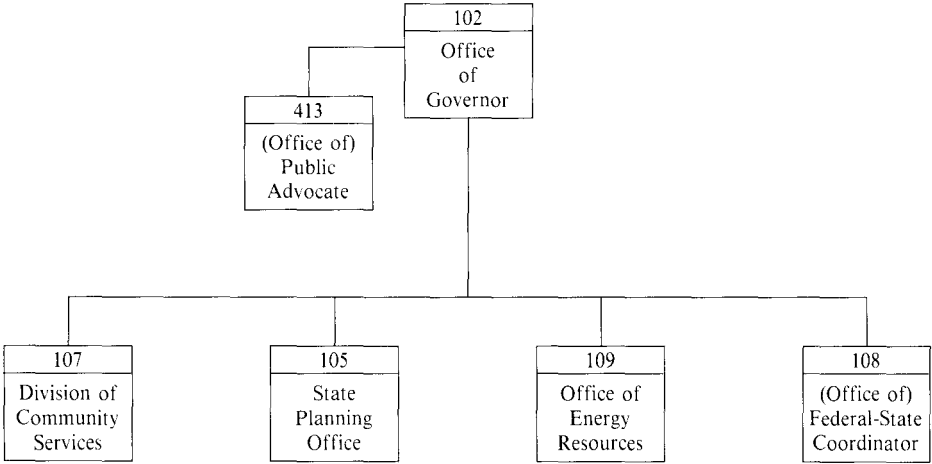 102
Office
of
Governor
413
(Office of)
Public
Advocate
107
Division of
Community
Services
105
State
Planning
Office
109
Office of
Energy
Resources
108
(Office of)
Federal-State
Coordinator